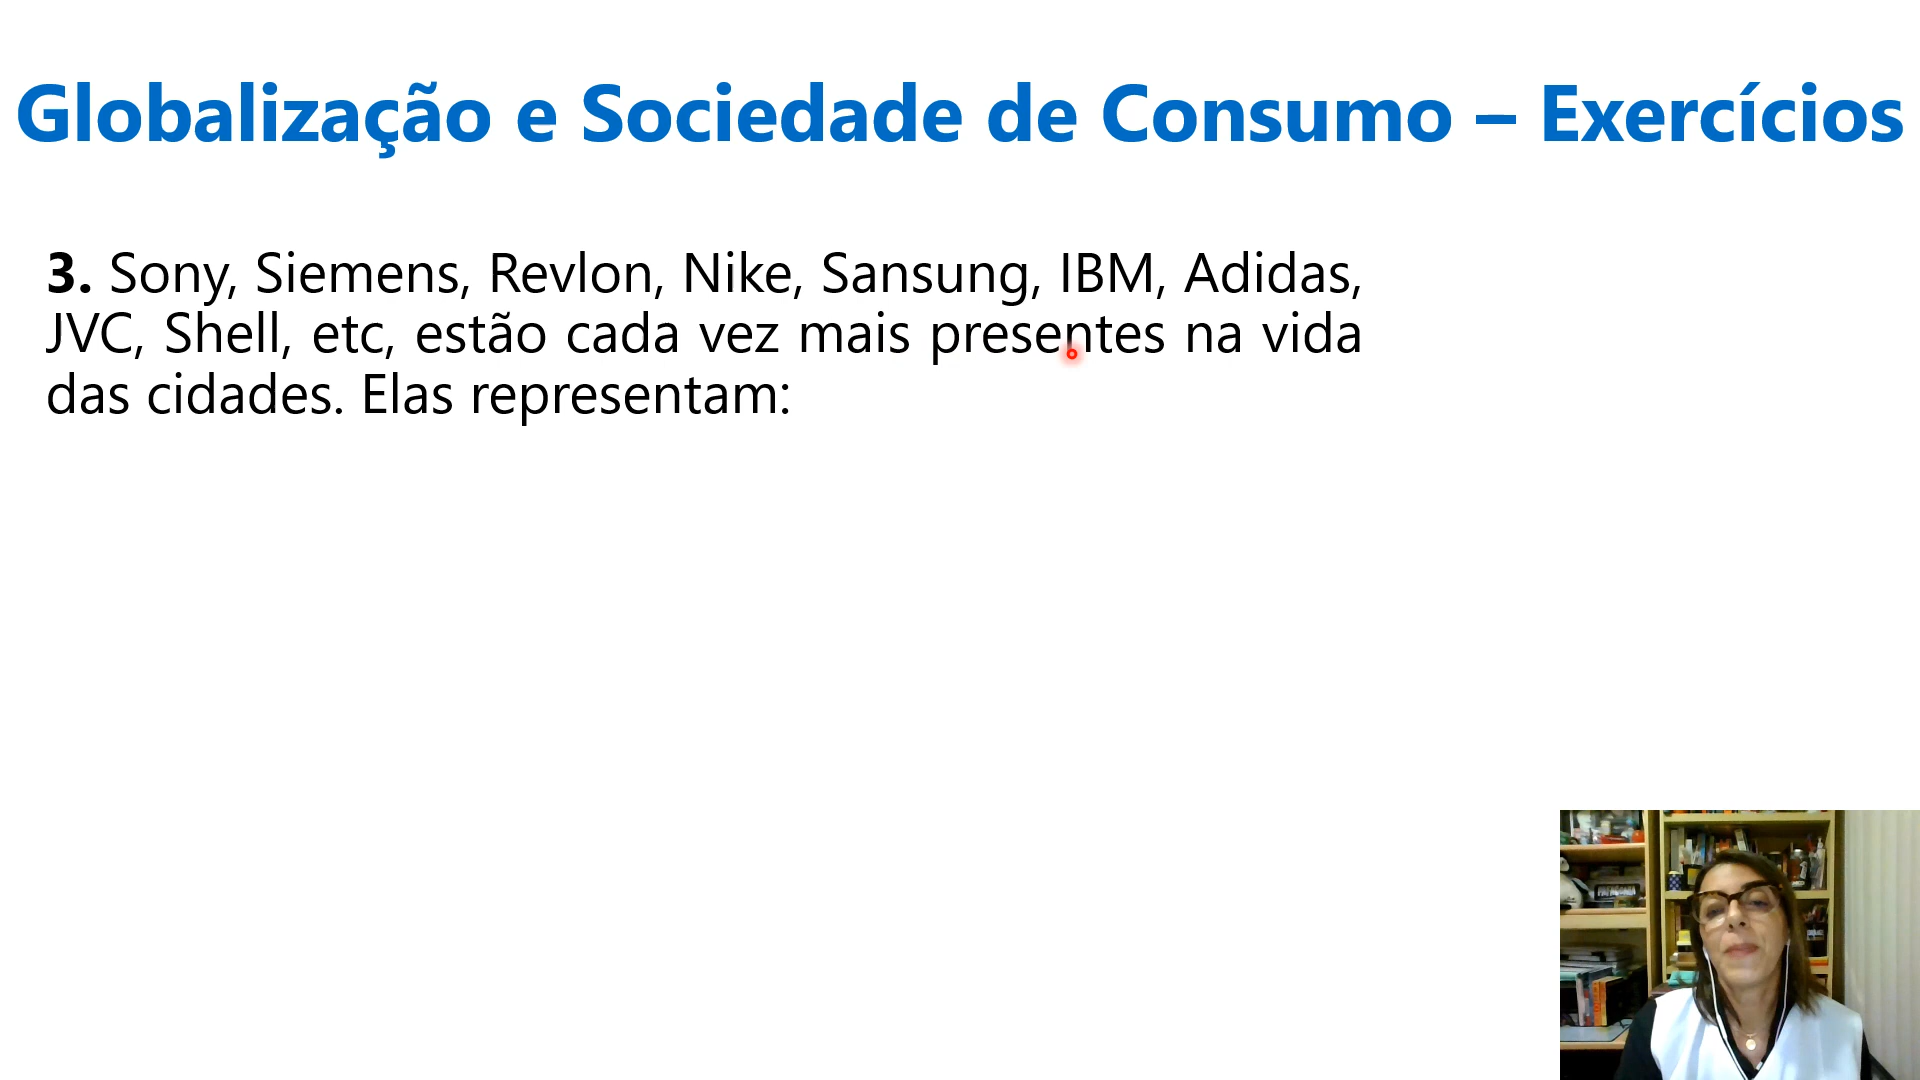 Globalização e Sociedade de Consumo – Exercícios
3. Sony, Siemens, Revlon, Nike, Sansung, IBM, Adidas,
JVC, Shell, etc, estão cada vez mais presentes na vida
das cidades. Elas representam: